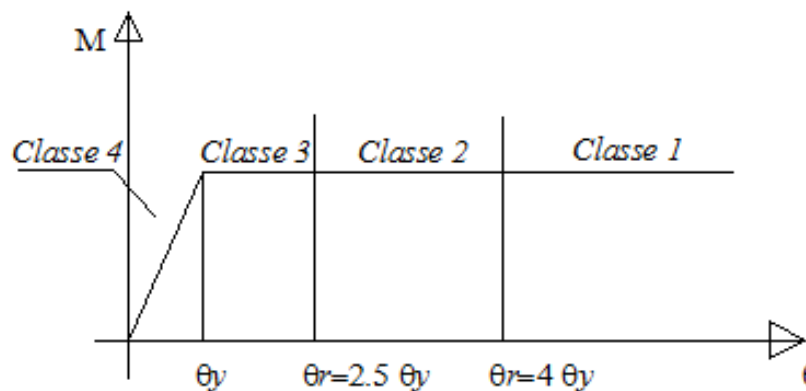 M
Classe 4 Classe 3 Classe 2 Classe 1
θy θr=2.5 θy θr=4 θy